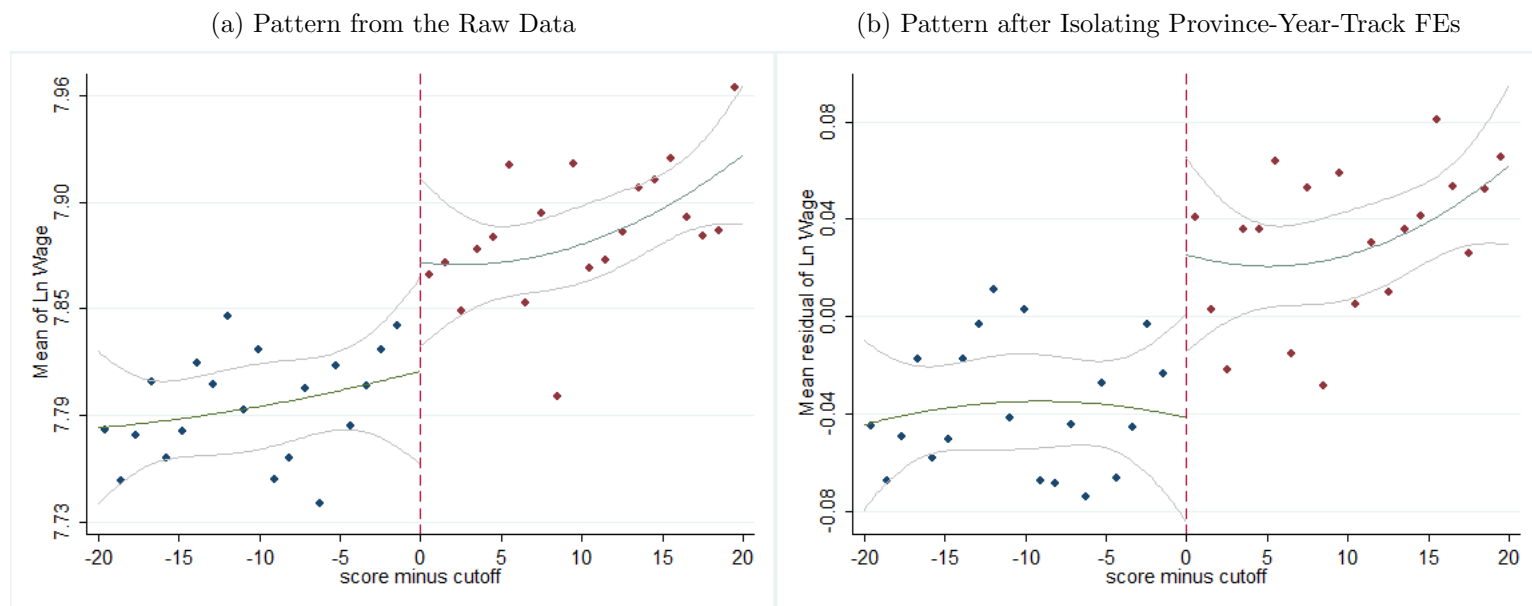 (a) Pattern from the Raw Data
(b) Pattern after Isolating Province-Year-Track FEs
Mean of Ln Wage
7.96
7.90
7.85
7.79
7.73
-20 -15 -10 -5 0 5 10 15 20
score minus cutoff
Mean residual of Ln Wage
0.08
0.04
0.00
-0.04
-0.08
-20 -15 -10 -5 0 5 10 15 20
score minus cutoff